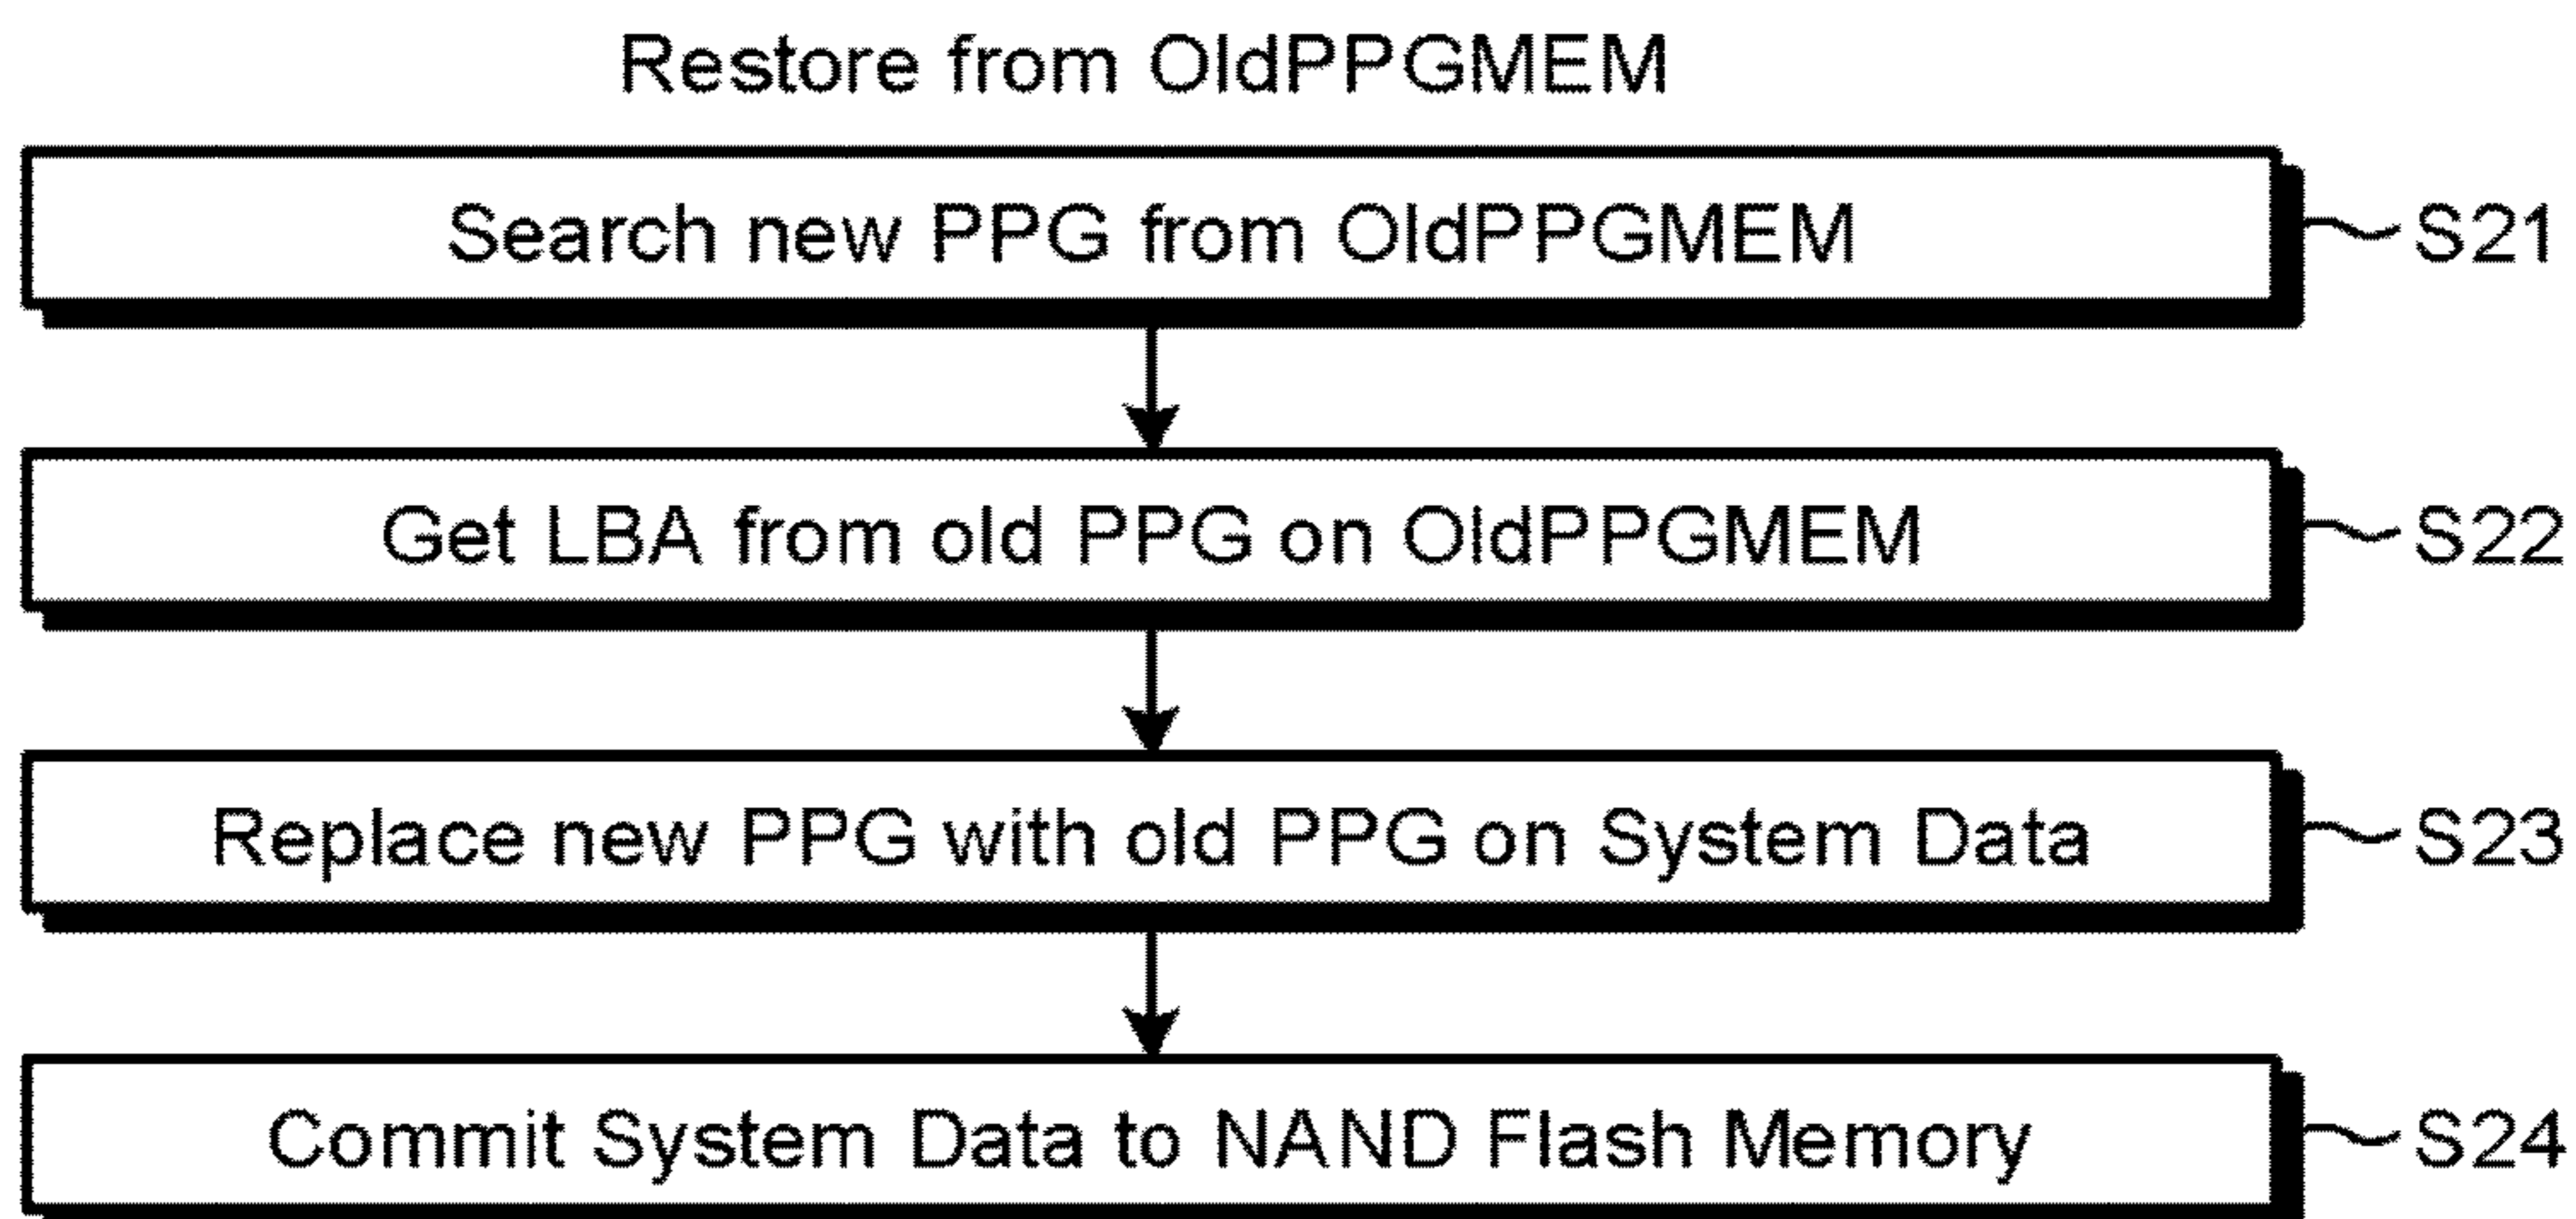 Restore from OldPPGMEM
Search new PPG from OldPPGMEM
S21
Get LBA from old PPG on OldPPGMEM
S22
Replace new PPG with old PPG on System Data
S23
Commit System Data to NAND Flash Memory
S24